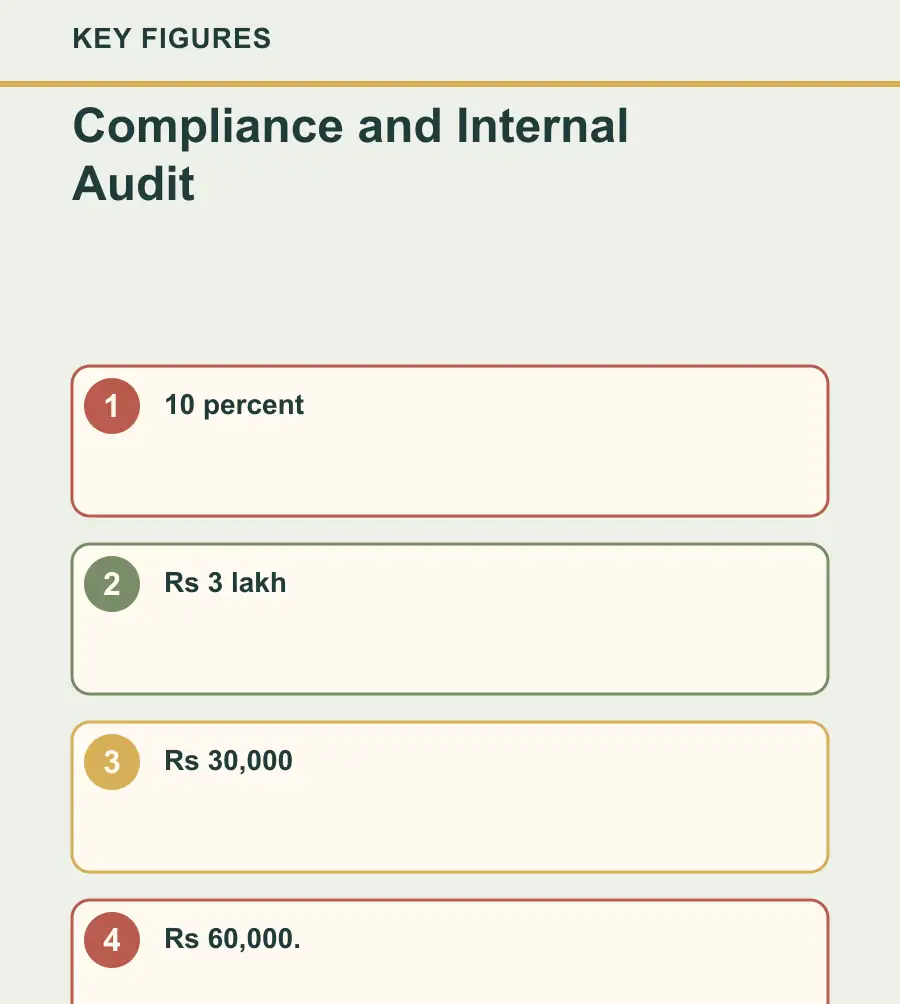 KEY FIGURES
Compliance and Internal
Audit
1 10 percent
2 Rs 3 lakh
3 Rs 30,000
4 Rs 60,000.